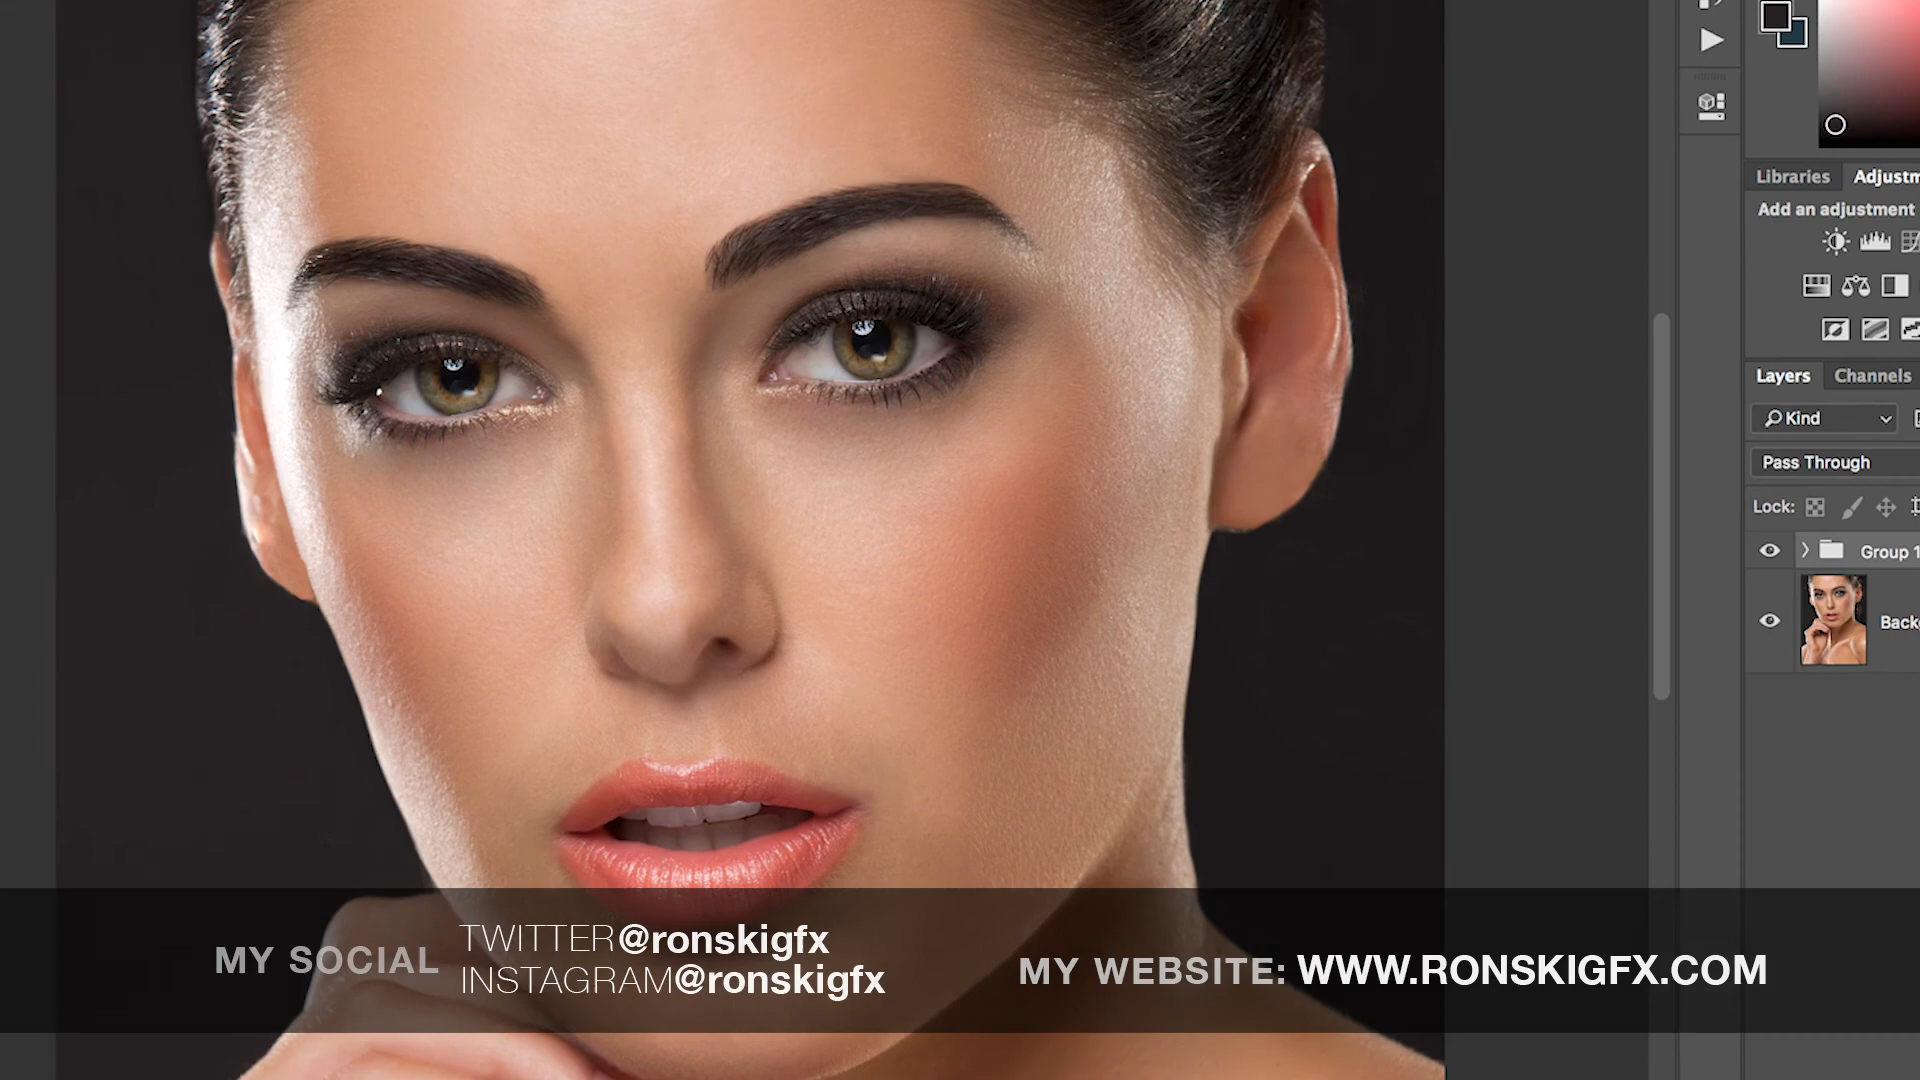 Libraries
Adjustm
Add an adjustment
Layers
Channels
Kind
Pass Through
Lock:
Group 1
Back
MY SOCIAL
TWITTER@ronskigfx
INSTAGRAM@ronskigfx
MY WEBSITE: WWW.RONSKIGFX.COM